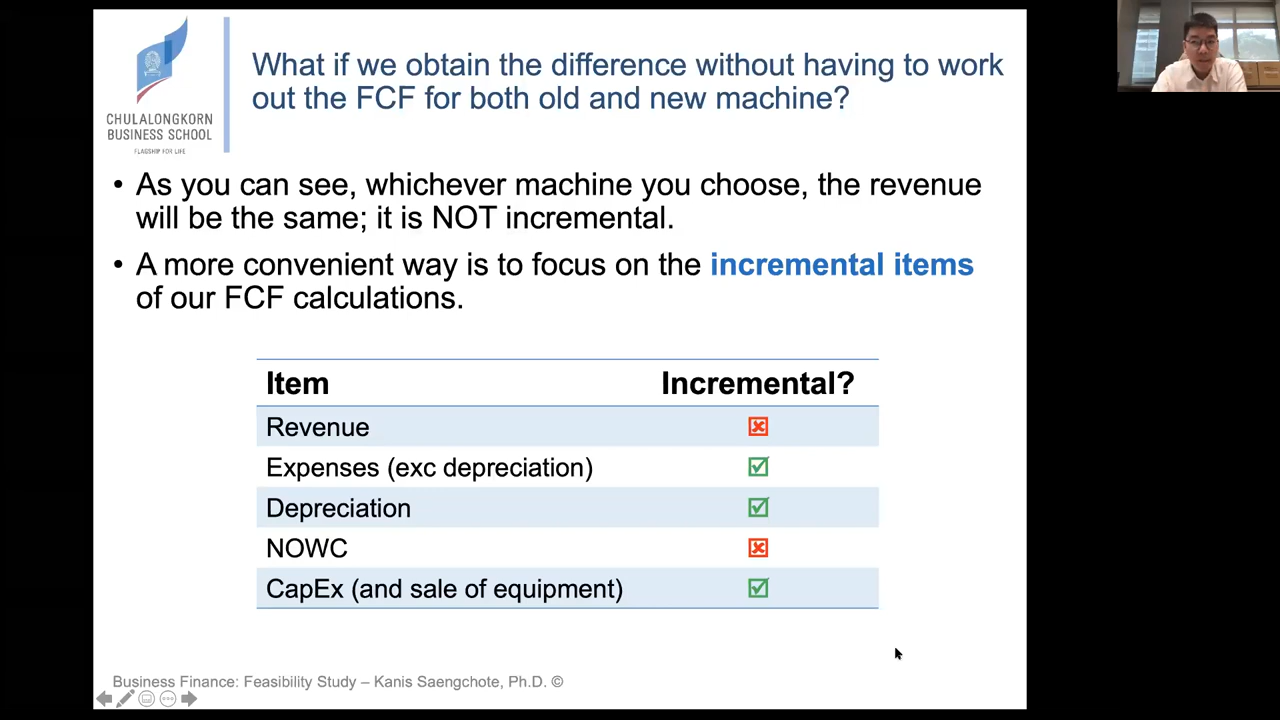 What if we obtain the difference without having to work
out the FCF for both old and new machine?
CHULALONGKORN
BUSINESS SCHOOL
FLAGSHIP FOR LIFE
• As you can see, whichever machine you choose, the revenue
will be the same; it is NOT incremental.
• A more convenient way is to focus on the incremental items
of our FCF calculations.
Item Incremental?
Revenue
Expenses (exc depreciation)
Depreciation
NOWC
CapEx (and sale of equipment)
Business Finance: Feasibility Study – Kanis Saengchote, Ph.D. ©